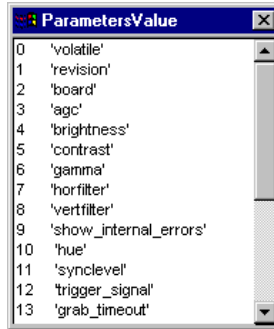 ParametersValue
0 'volatile'
1 'revision'
2 'board'
3 'agc'
4 'brightness'
5 'contrast'
6 'gamma'
7 'horfilter'
8 'vertfilter'
9 'show_internal_errors'
10 'hue'
11 'synclevel'
12 'trigger_signal'
13 'grab_timeout'